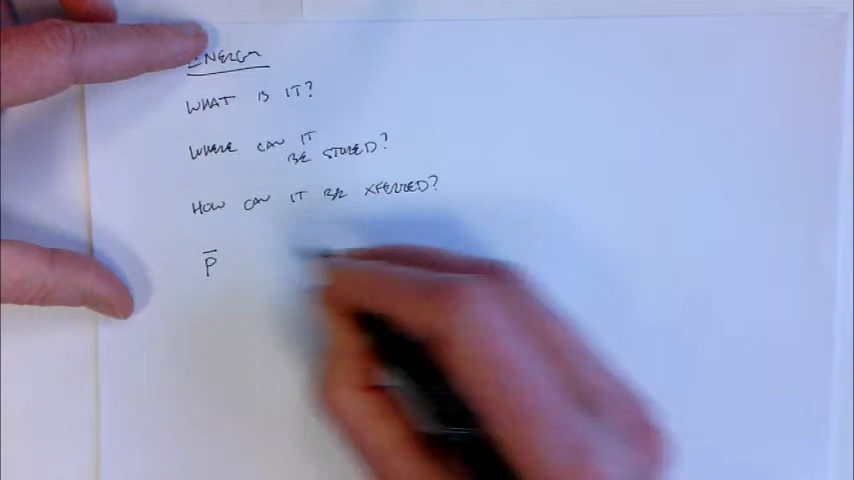 ENERGY
WHAT IS IT?
WHERE CAN IT
BE STORED?
HOW CAN IT BE XFERRED?
P̅